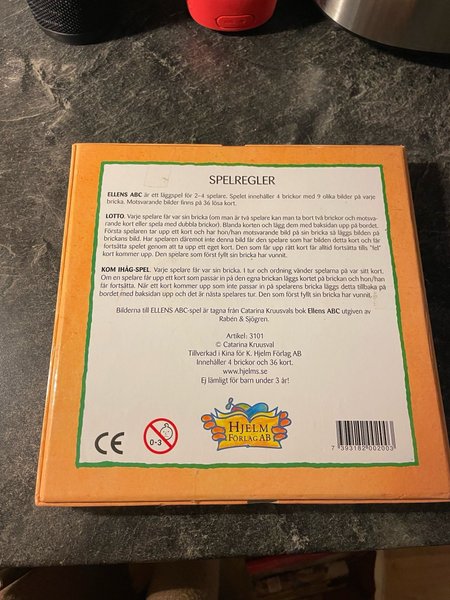 SPELREGLER
ELLENS ABC är ett läggspel för 2–4 spelare. Spelet innehåller 4 brickor med 9 olika bilder på varje
bricka. Motsvarande bilder finns på 36 lösa kort.
LOTTO. Varje spelare får var sin bricka (om man är två spelare kan man ta bort två brickor och motsva-
rande kort eller spela med dubbla brickor). Blanda korten och lägg dem med baksidan upp på bordet.
Första spelaren tar upp ett kort och har hon/han motsvarande bild på sin bricka så läggs bilden på
brickans bild. Har spelaren däremot inte denna bild får den spelare som har bilden detta kort och får
fortsätta spelet genom att ta upp ett eget kort. Den som får upp rätt kort får alltid fortsätta tills "fel"
kort kommer upp. Den spelare som först fyllt sin bricka har vunnit.
KOM IHÅG-SPEL. Varje spelare får var sin bricka. I tur och ordning vänder spelarna på var sitt kort.
Om en spelare får upp ett kort som passar in på den egna brickan läggs kortet på brickan och hon/han
får fortsätta. När ett kort kommer upp som inte passar in på spelarens bricka läggs detta tillbaka på
bordet med baksidan upp och det är nästa spelares tur. Den som först fyllt sin bricka har vunnit.
Bilderna till ELLENS ABC-spel är tagna från Catarina Kruusvals bok Ellens ABC utgiven av
Rabén & Sjögren.
Artikel: 3101
© Catarina Kruusval
Tillverkad i Kina för K. Hjelm Förlag AB
Innehåller 4 brickor och 36 kort.
www.hjelms.se
Ej lämpligt för barn under 3 år!
CE
0-3
HJELM
FÖRLAG AB
7 393182 002003